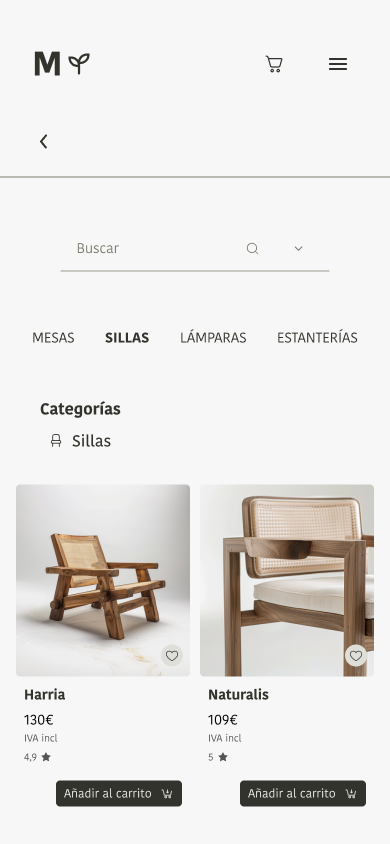 M
Buscar
MESAS SILLAS LÁMPARAS ESTANTERÍAS
Categorías
Sillas
Harria
130€
IVA incl
4,9
Añadir al carrito
Naturalis
109€
IVA incl
5
Añadir al carrito